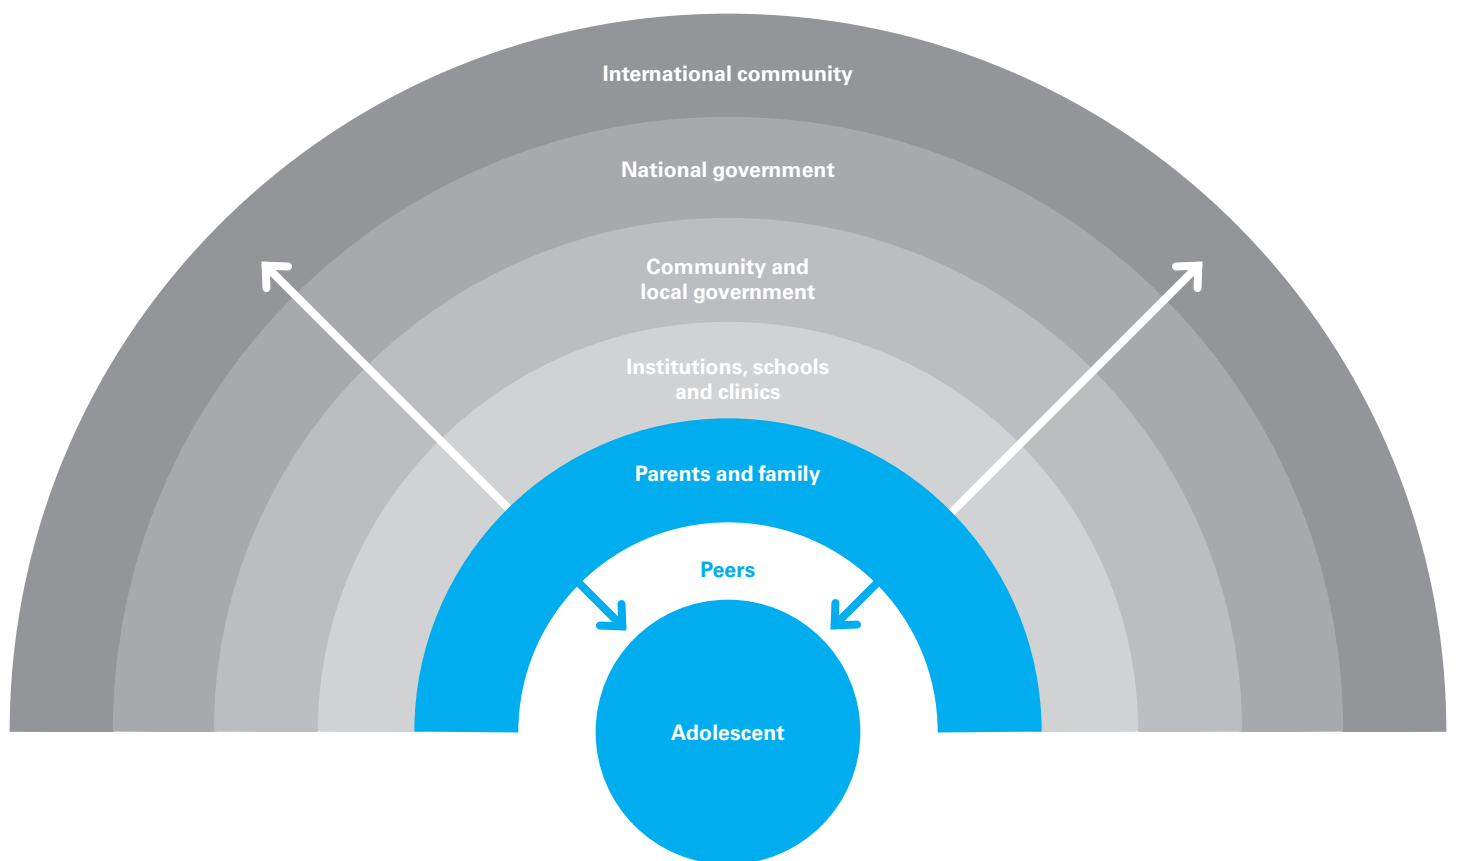 International community
National government
Community and
local government
Institutions, schools
and clinics
Parents and family
Peers
Adolescent